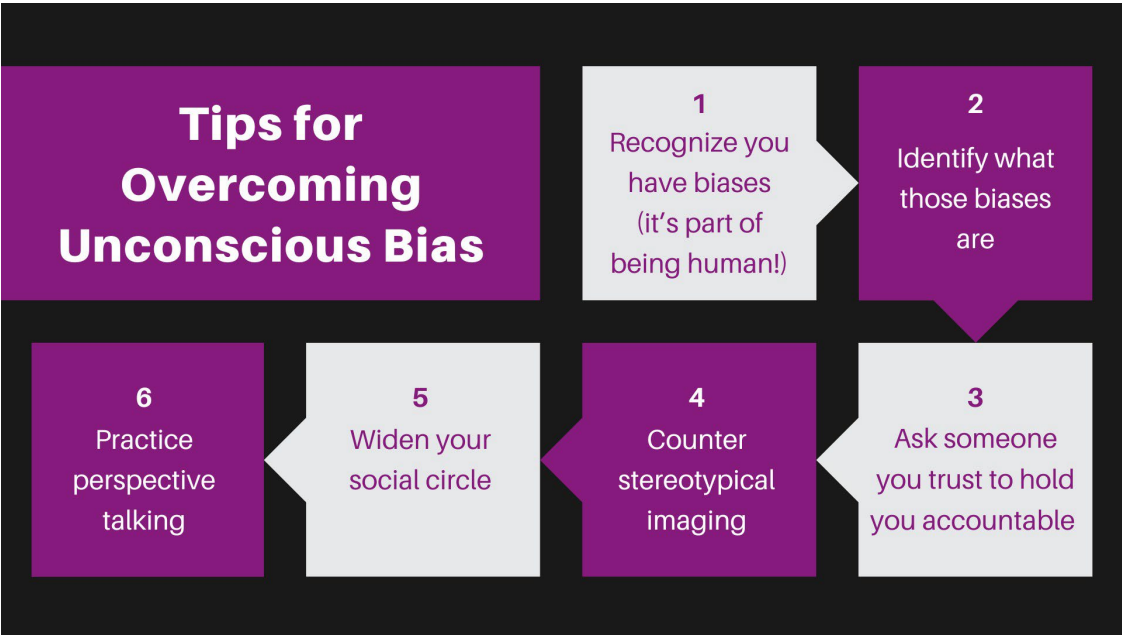 Tips for
Overcoming
Unconscious Bias
1
Recognize you
have biases
(it's part of
being human!)
2
Identify what
those biases
are
3
Ask someone
you trust to hold
you accountable
4
Counter
stereotypical
imaging
5
Widen your
social circle
6
Practice
perspective
talking